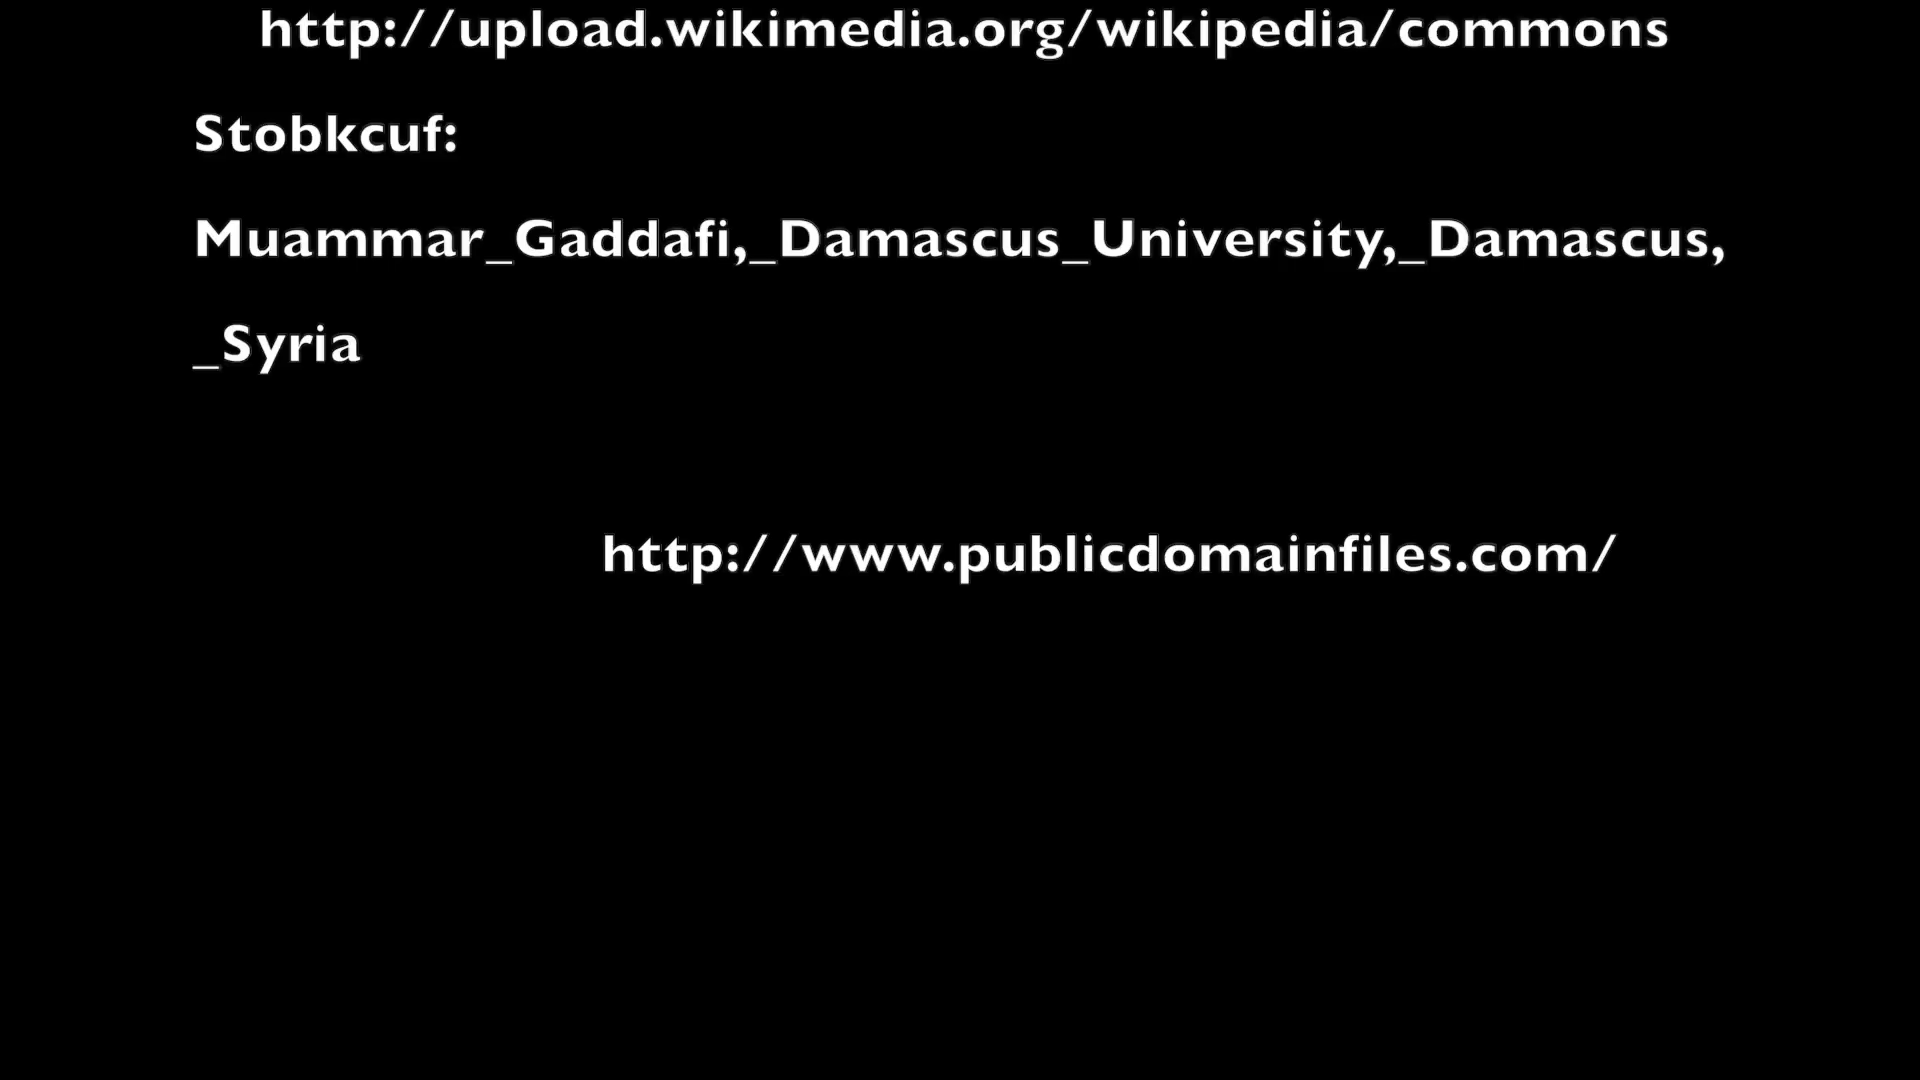 http://upload.wikimedia.org/wikipedia/commons
Stobkcuf:
Muammar_Gaddafi,_Damascus_University,_Damascus,
_Syria
http://www.publicdomainfiles.com/